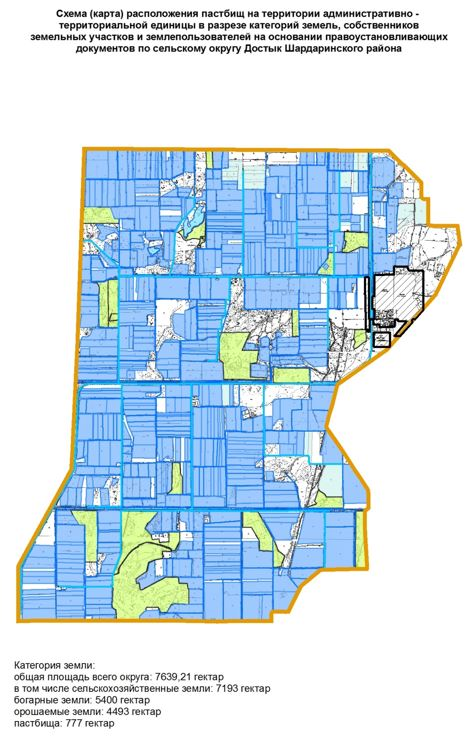 Схема (карта) расположения пастбищ на территории административно -
территориальной единицы в разрезе категорий земель, собственников
земельных участков и землепользователей на основании правоустановливающих
документов по сельскому округу Достык Шардаринского района
Категория земли:
общая площадь всего округа: 7639,21 гектар
в том числе сельскохозяйственные земли: 7193 гектар
богарные земли: 5400 гектар
орошаемые земли: 4493 гектар
пастбища: 777 гектар